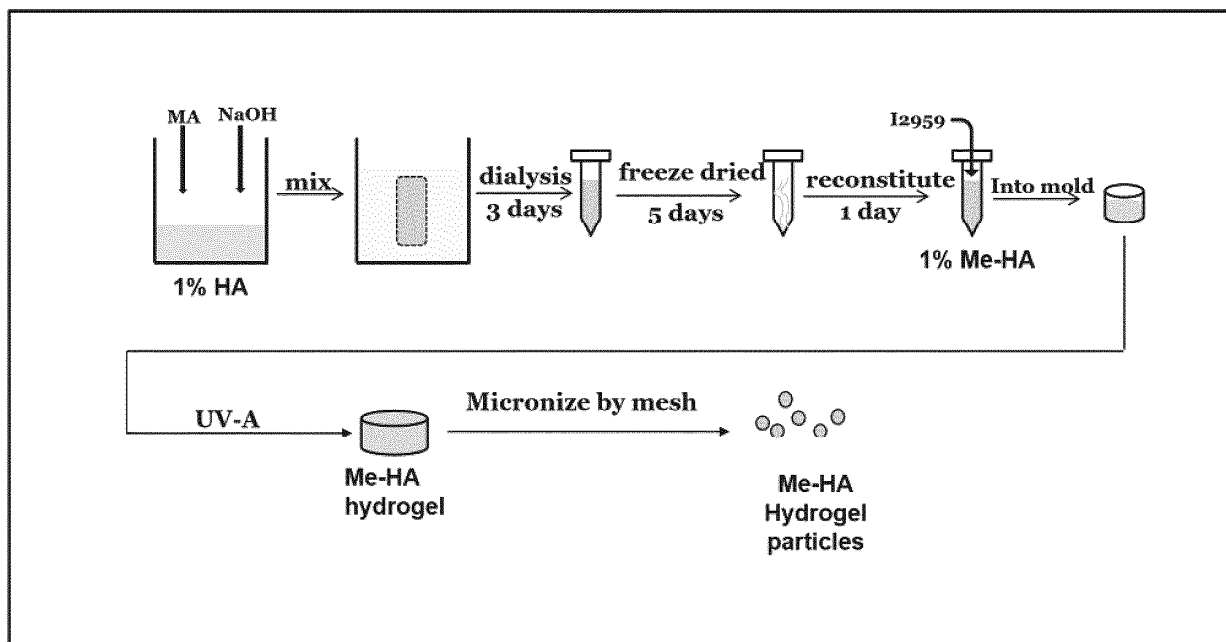 MA NaOH
1% HA
mix
dialysis
3 days
freeze dried
5 days
reconstitute
1 day
I2959
1% Me-HA
Into mold
UV-A
Me-HA
hydrogel
Micronize by mesh
Me-HA
Hydrogel
particles